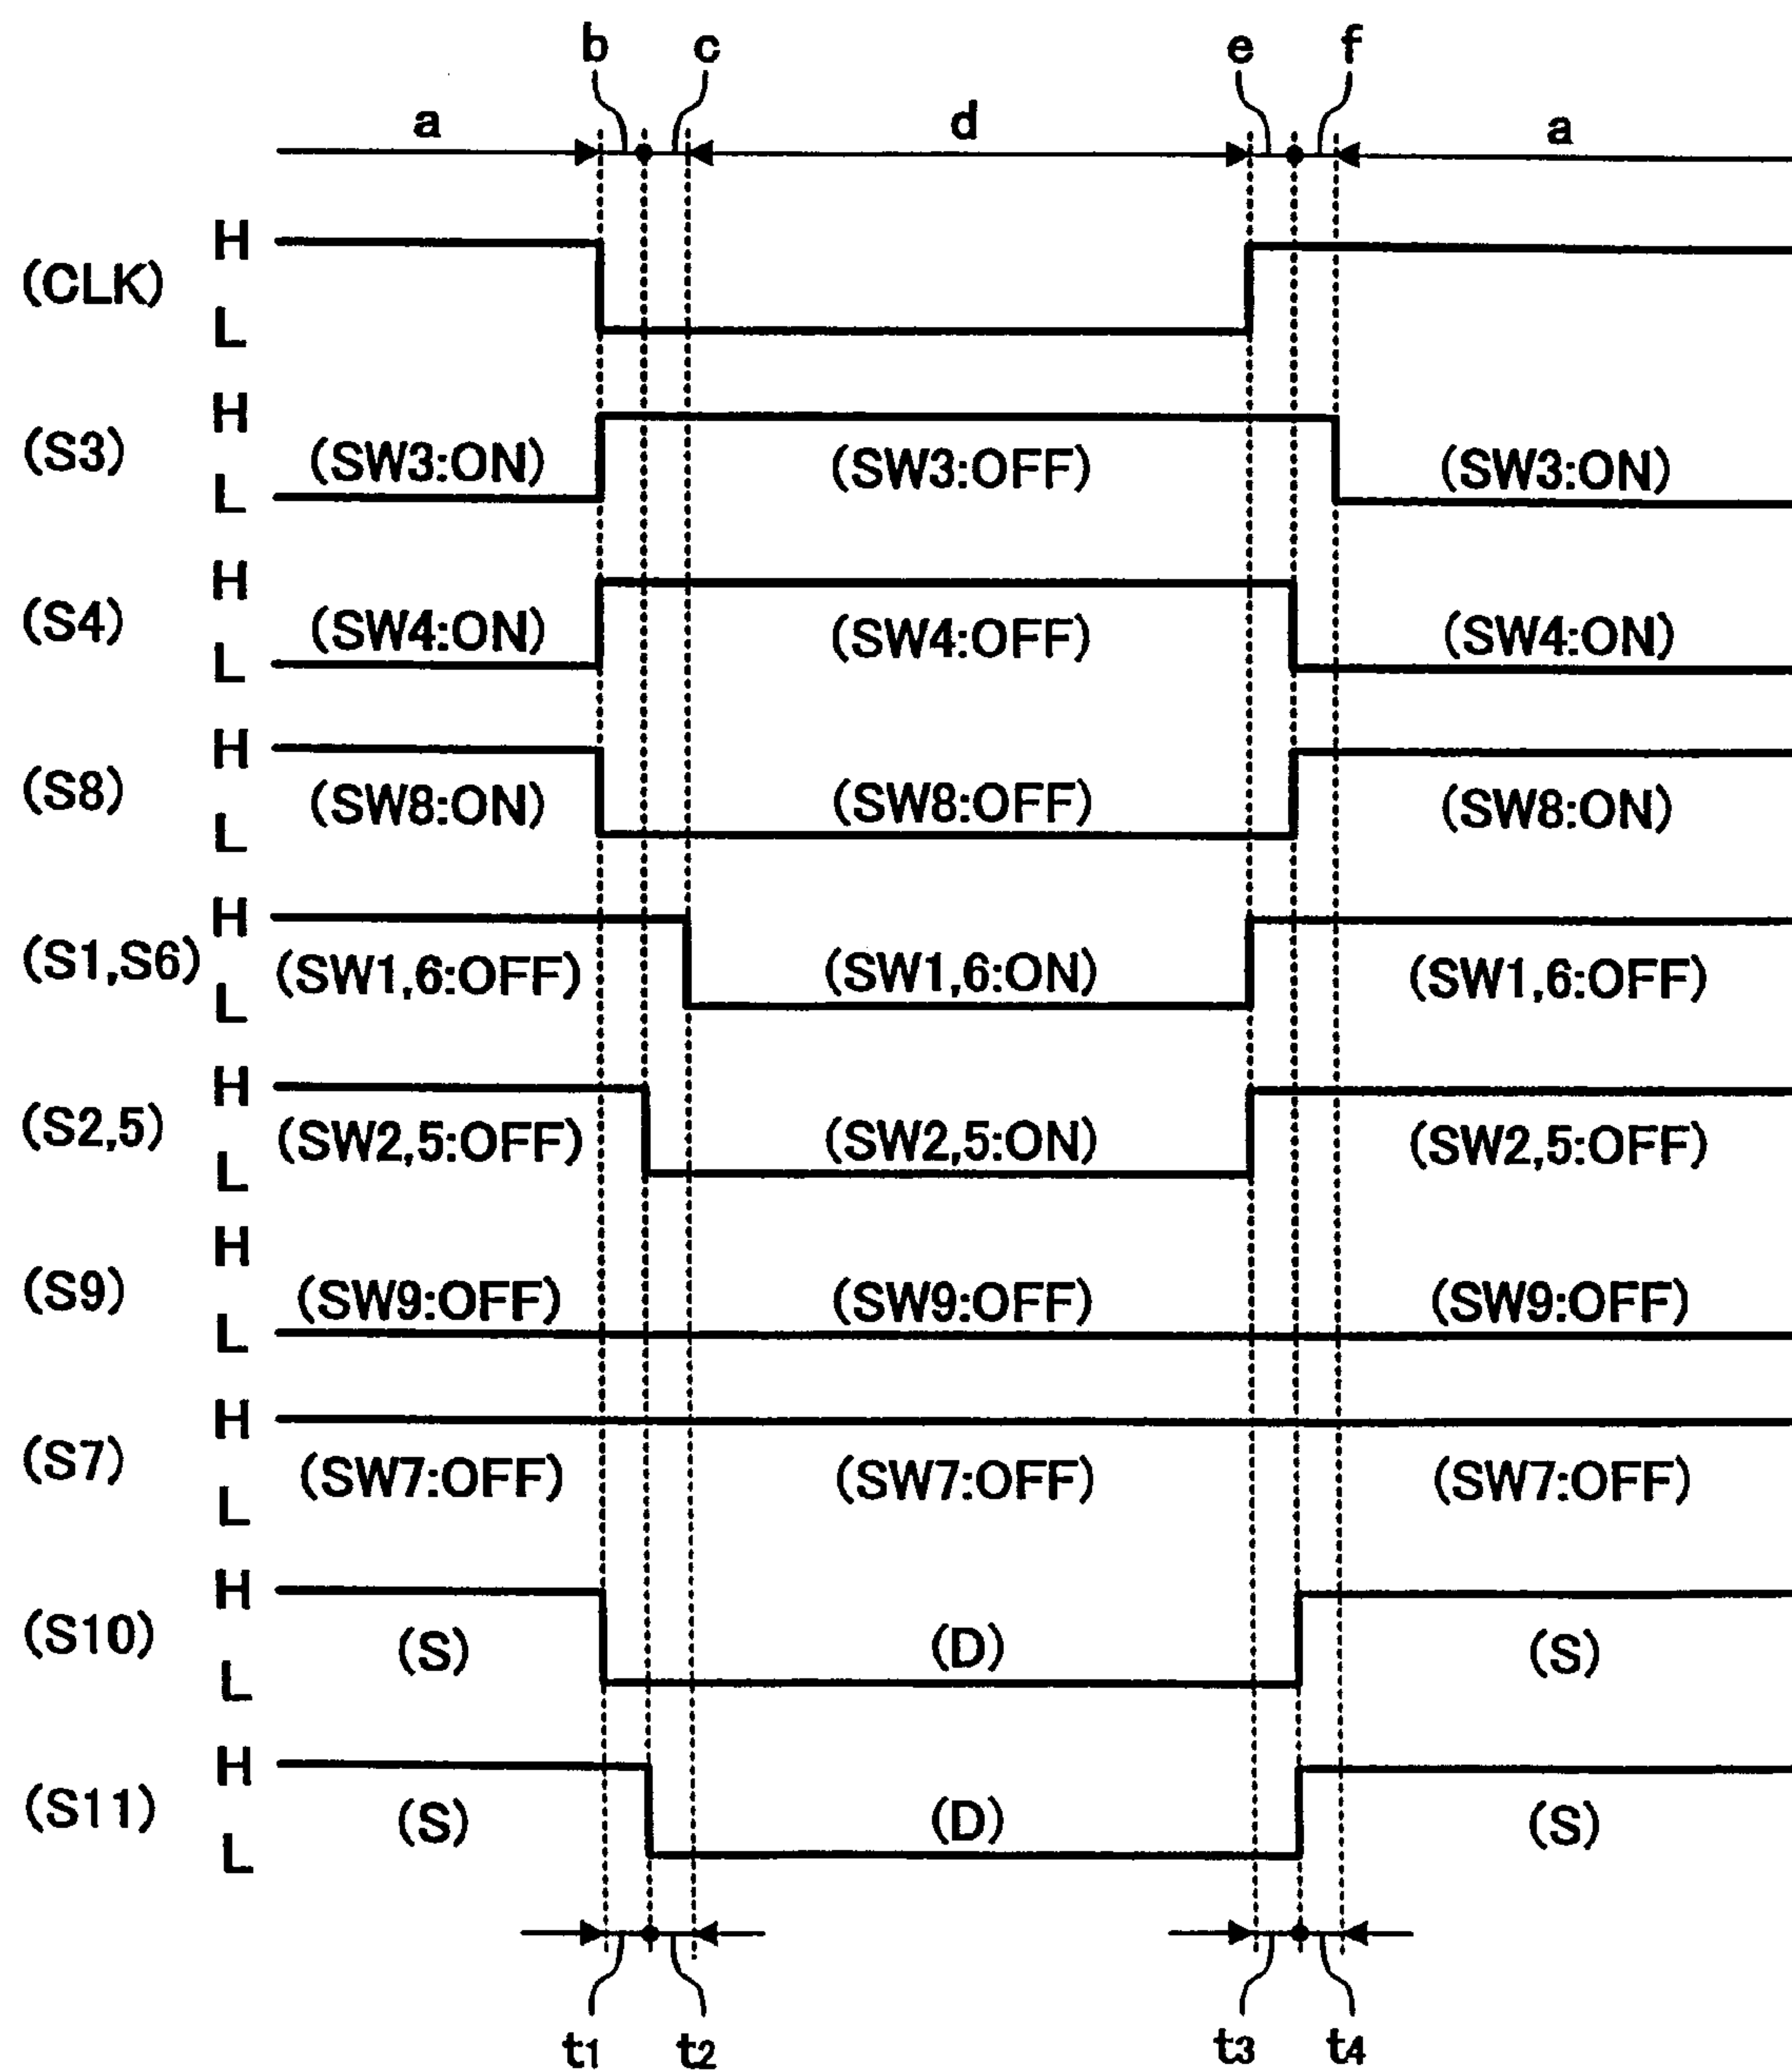 b c e f
a d a
(CLK) H
L
(S3) H
L (SW3:ON) (SW3:OFF) (SW3:ON)
(S4) H
L (SW4:ON) (SW4:OFF) (SW4:ON)
(S8) H
L (SW8:ON) (SW8:OFF) (SW8:ON)
(S1,S6) H
L (SW1,6:OFF) (SW1,6:ON) (SW1,6:OFF)
(S2,5) H
L (SW2,5:OFF) (SW2,5:ON) (SW2,5:OFF)
(S9) H
L (SW9:OFF) (SW9:OFF) (SW9:OFF)
(S7) H
L (SW7:OFF) (SW7:OFF) (SW7:OFF)
(S10) H
L (S) (D) (S)
(S11) H
L (S) (D) (S)
t1 t2 t3 t4